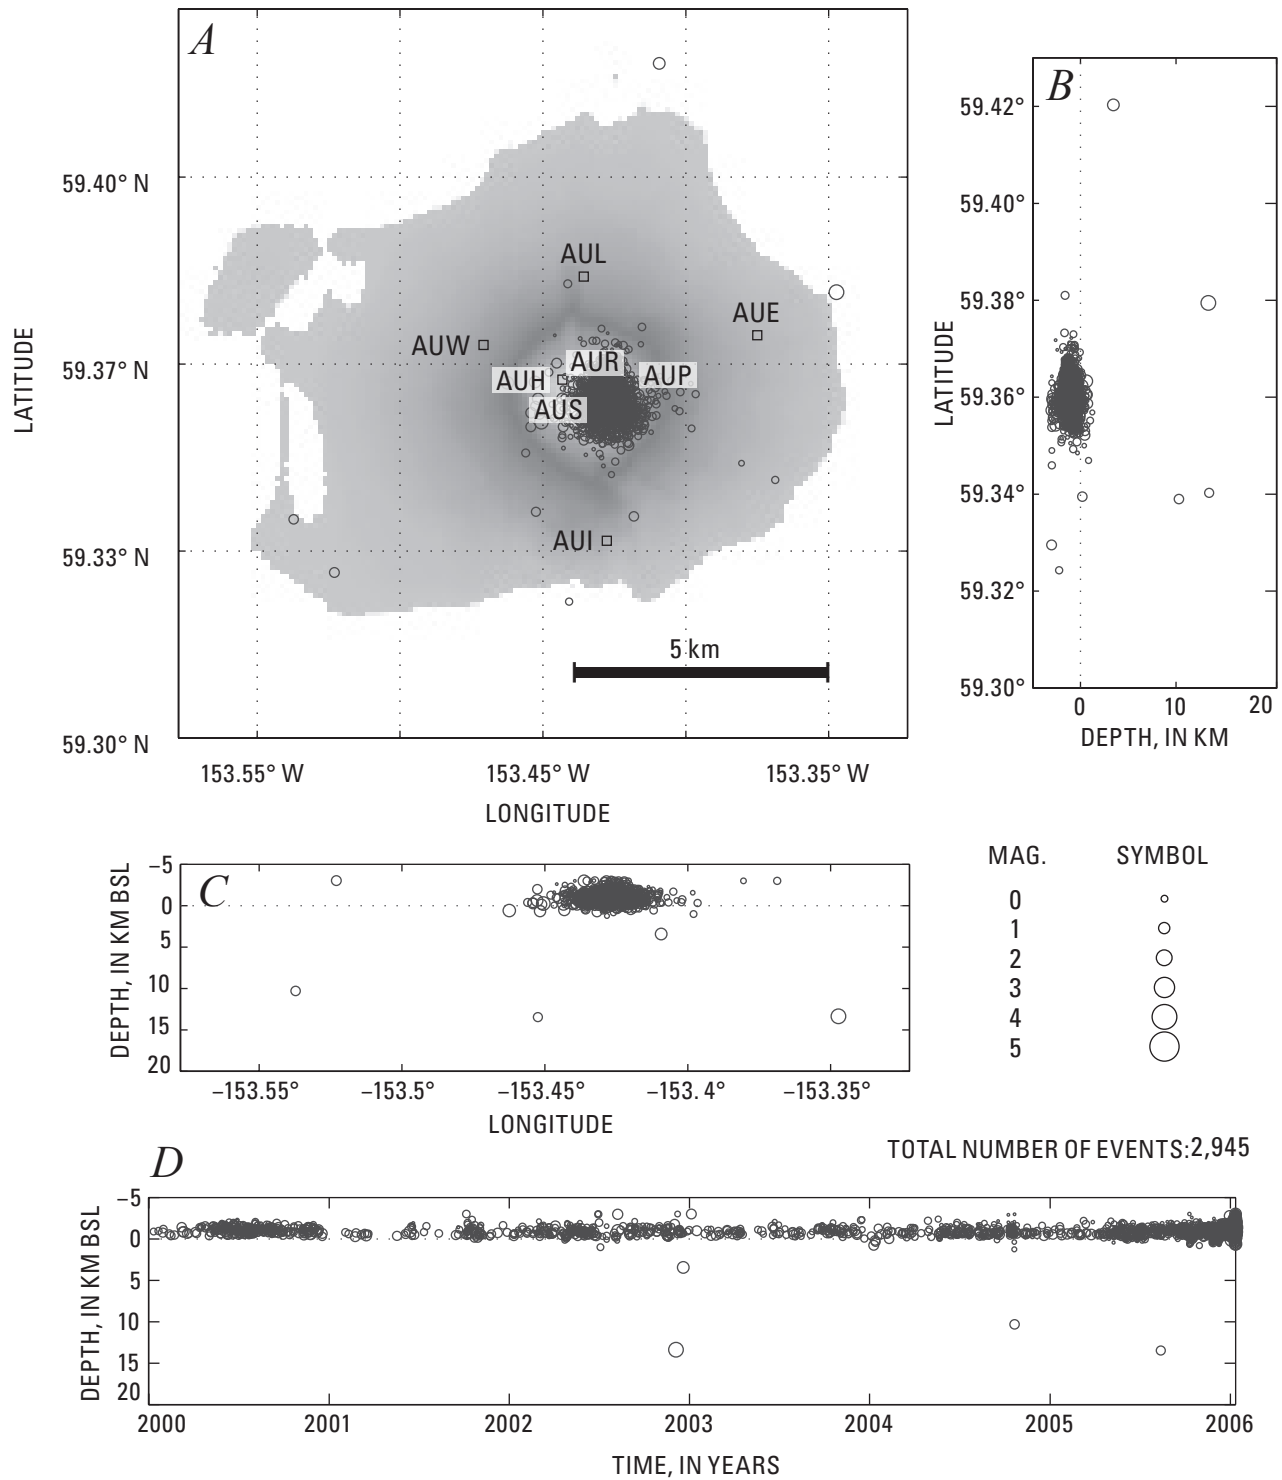 A
59.40° N
59.37° N
59.33° N
59.30° N
LATITUDE
AUL
AUE
AUW
AUR
AUH
AUP
AUS
AUI
5 km
153.55° W
153.45° W
153.35° W
LONGITUDE
B
59.42°
59.40°
59.38°
59.36°
59.34°
59.32°
59.30°
LATITUDE
0
10
20
DEPTH, IN KM
C
–5
0
5
10
15
20
DEPTH, IN KM BSL
–153.55°
–153.5°
–153.45°
–153.4°
–153.35°
LONGITUDE
MAG. SYMBOL
0
1
2
3
4
5
TOTAL NUMBER OF EVENTS:2,945
D
–5
0
5
10
15
20
DEPTH, IN KM BSL
2000 2001 2002 2003 2004 2005 2006
TIME, IN YEARS